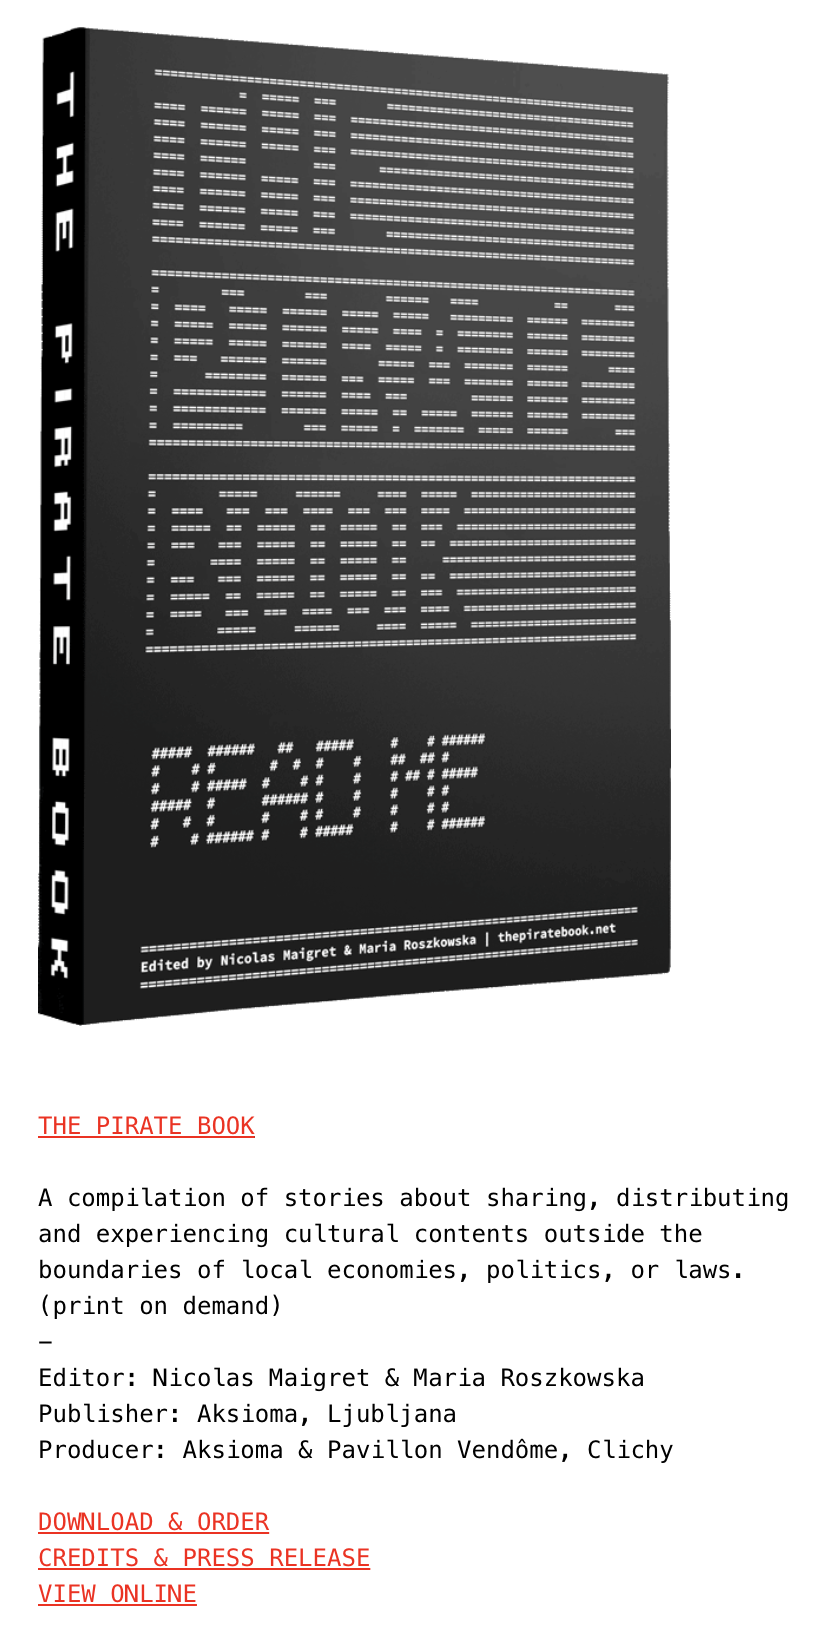 THE PIRATE BOOK
THE
PIRATE
BOOK
READ ME
Edited by Nicolas Maigret & Maria Roszkowska | thepiratebook.net
THE PIRATE BOOK
A compilation of stories about sharing, distributing
and experiencing cultural contents outside the
boundaries of local economies, politics, or laws.
(print on demand)
—
Editor: Nicolas Maigret & Maria Roszkowska
Publisher: Aksioma, Ljubljana
Producer: Aksioma & Pavillon Vendôme, Clichy
DOWNLOAD & ORDER
CREDITS & PRESS RELEASE
VIEW ONLINE